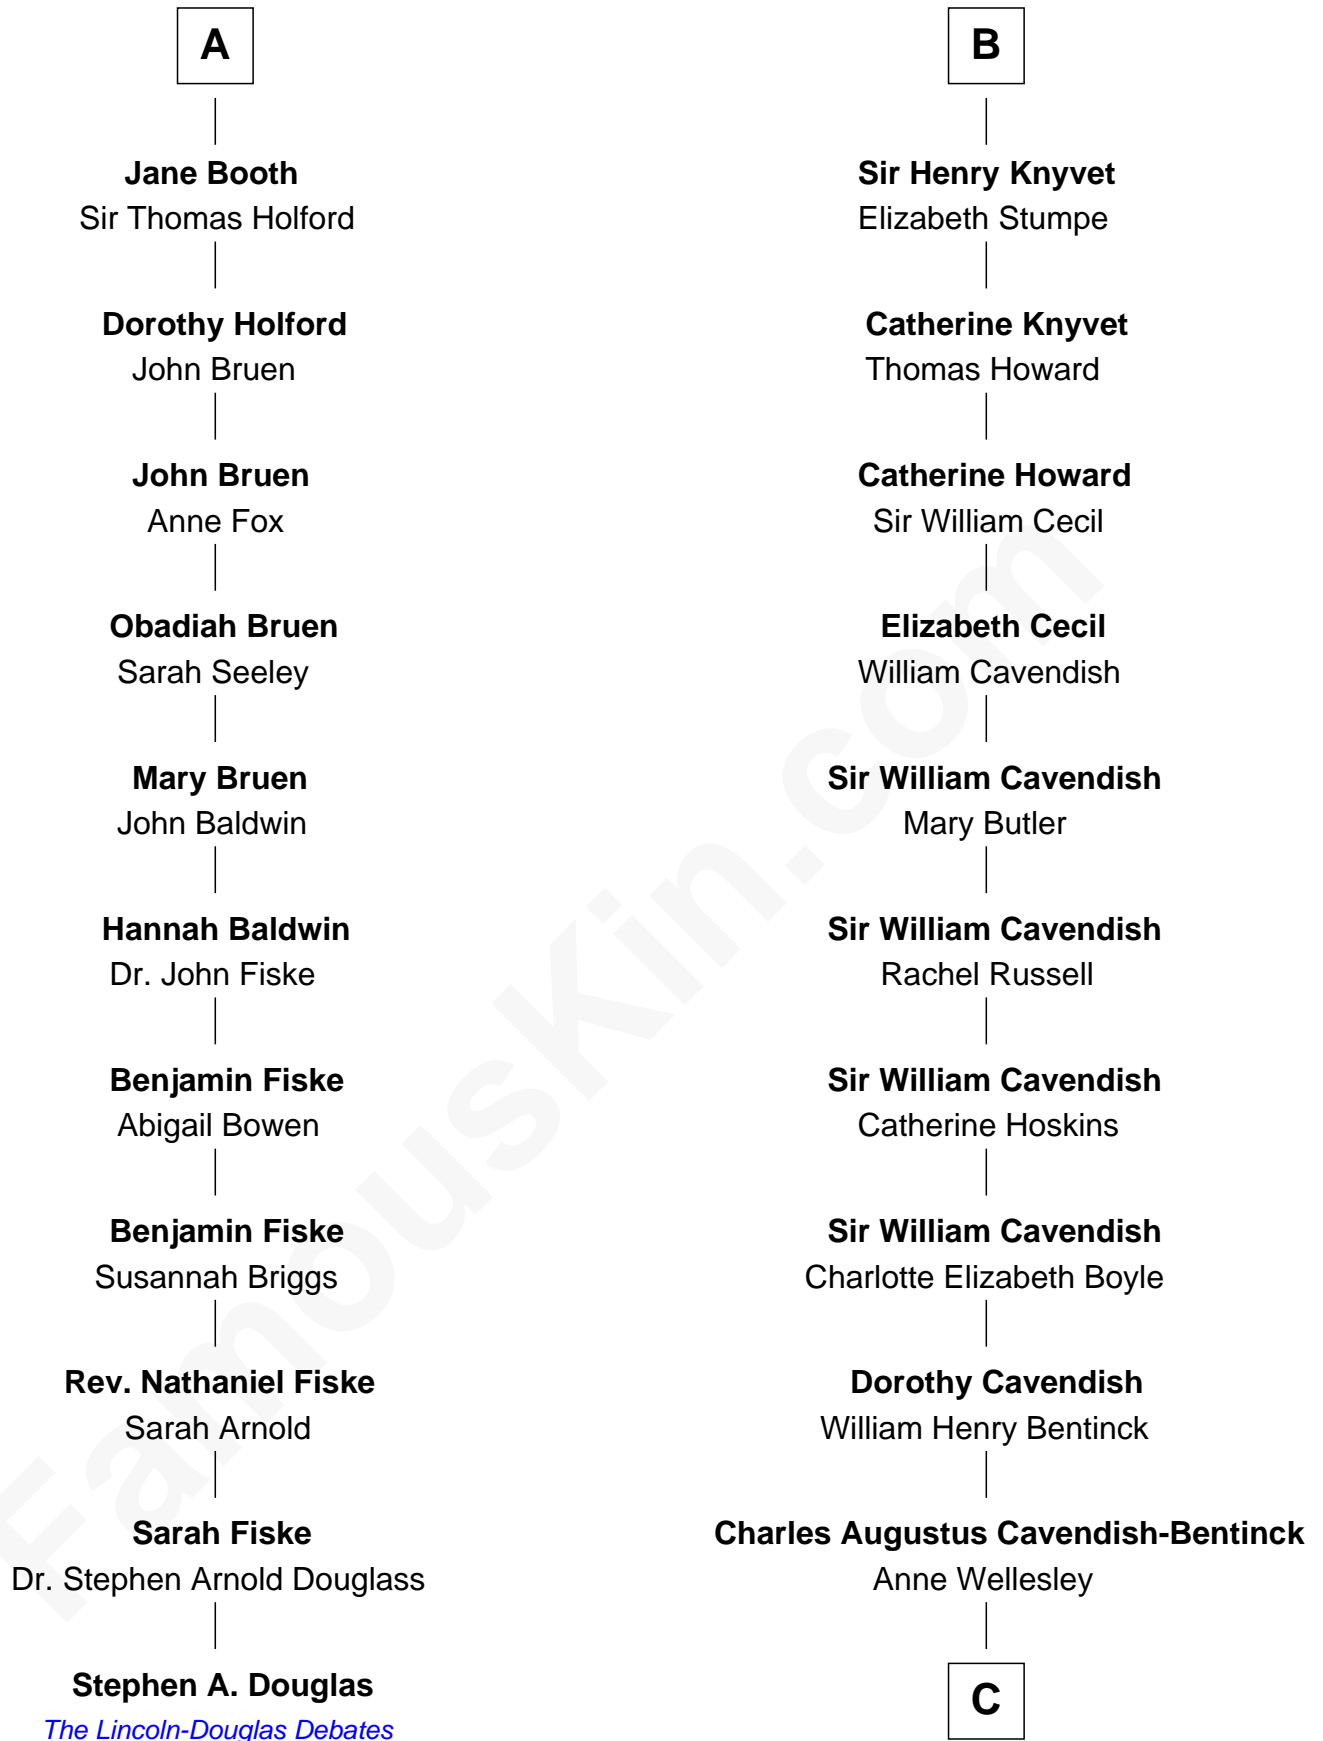 A
Jane Booth
Sir Thomas Holford
Dorothy Holford
John Bruen
John Bruen
Anne Fox
Obadiah Bruen
Sarah Seeley
Mary Bruen
John Baldwin
Hannah Baldwin
Dr. John Fiske
Benjamin Fiske
Abigail Bowen
Benjamin Fiske
Susannah Briggs
Rev. Nathaniel Fiske
Sarah Arnold
Sarah Fiske
Dr. Stephen Arnold Douglass
Stephen A. Douglas
The Lincoln-Douglas Debates
B
Sir Henry Knyvet
Elizabeth Stumpe
Catherine Knyvet
Thomas Howard
Catherine Howard
Sir William Cecil
Elizabeth Cecil
William Cavendish
Sir William Cavendish
Mary Butler
Sir William Cavendish
Rachel Russell
Sir William Cavendish
Catherine Hoskins
Sir William Cavendish
Charlotte Elizabeth Boyle
Dorothy Cavendish
William Henry Bentinck
Charles Augustus Cavendish-Bentinck
Anne Wellesley
C
FamousKin.com